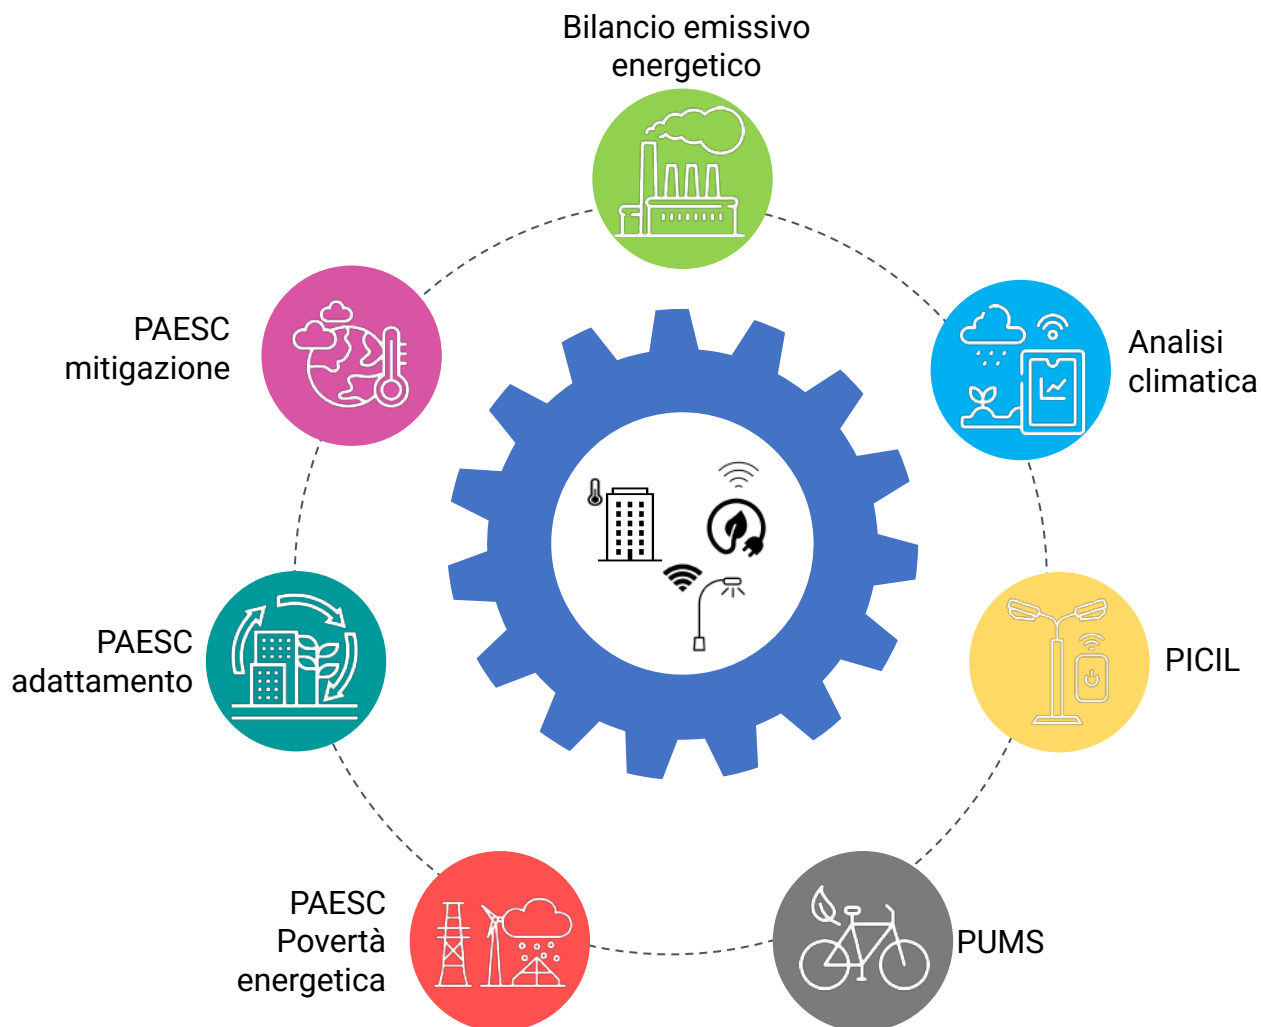 Bilancio emissivo
energetico
Analisi
climatica
PICIL
PUMS
PAESC
Povertà
energetica
PAESC
adattamento
PAESC
mitigazione